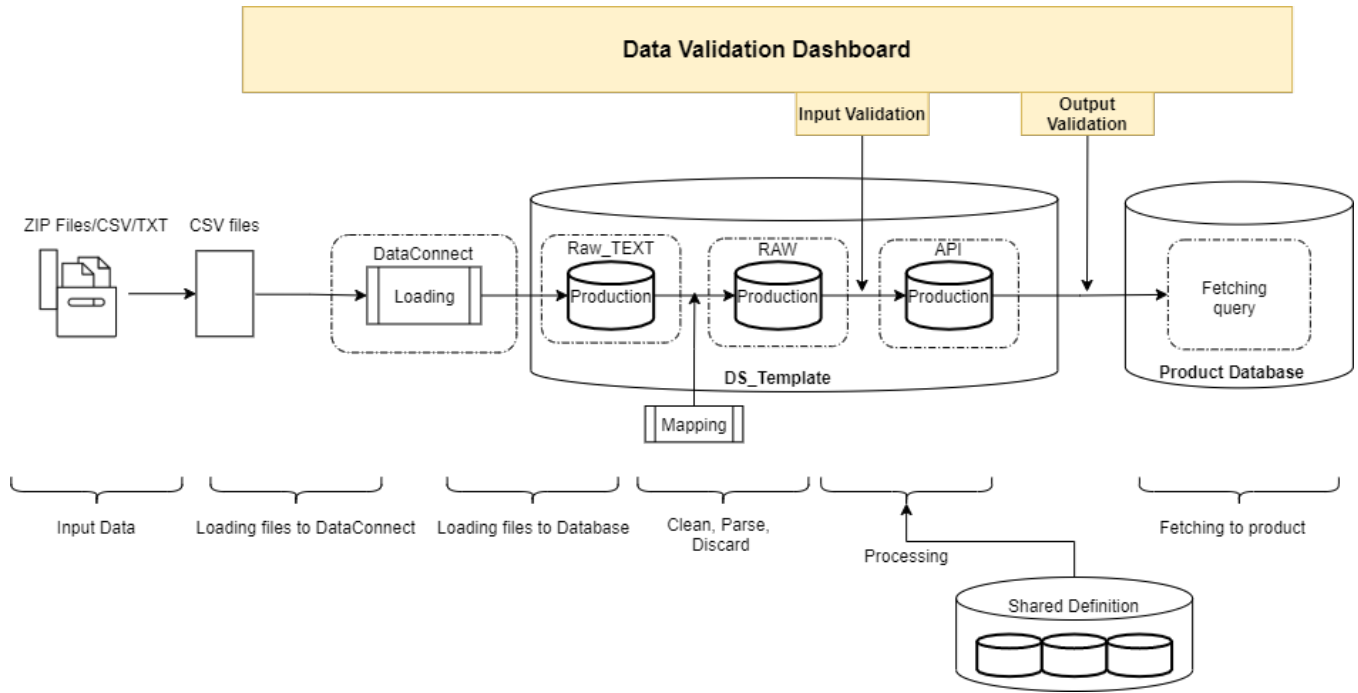 Data Validation Dashboard
Input Validation
Output
Validation
ZIP Files/CSV/TXT
CSV files
DataConnect
Loading
Raw_TEXT
Production
RAW
Production
API
Production
Fetching
query
DS_Template
Product Database
Mapping
Input Data
Loading files to DataConnect
Loading files to Database
Clean, Parse,
Discard
Processing
Fetching to product
Shared Definition